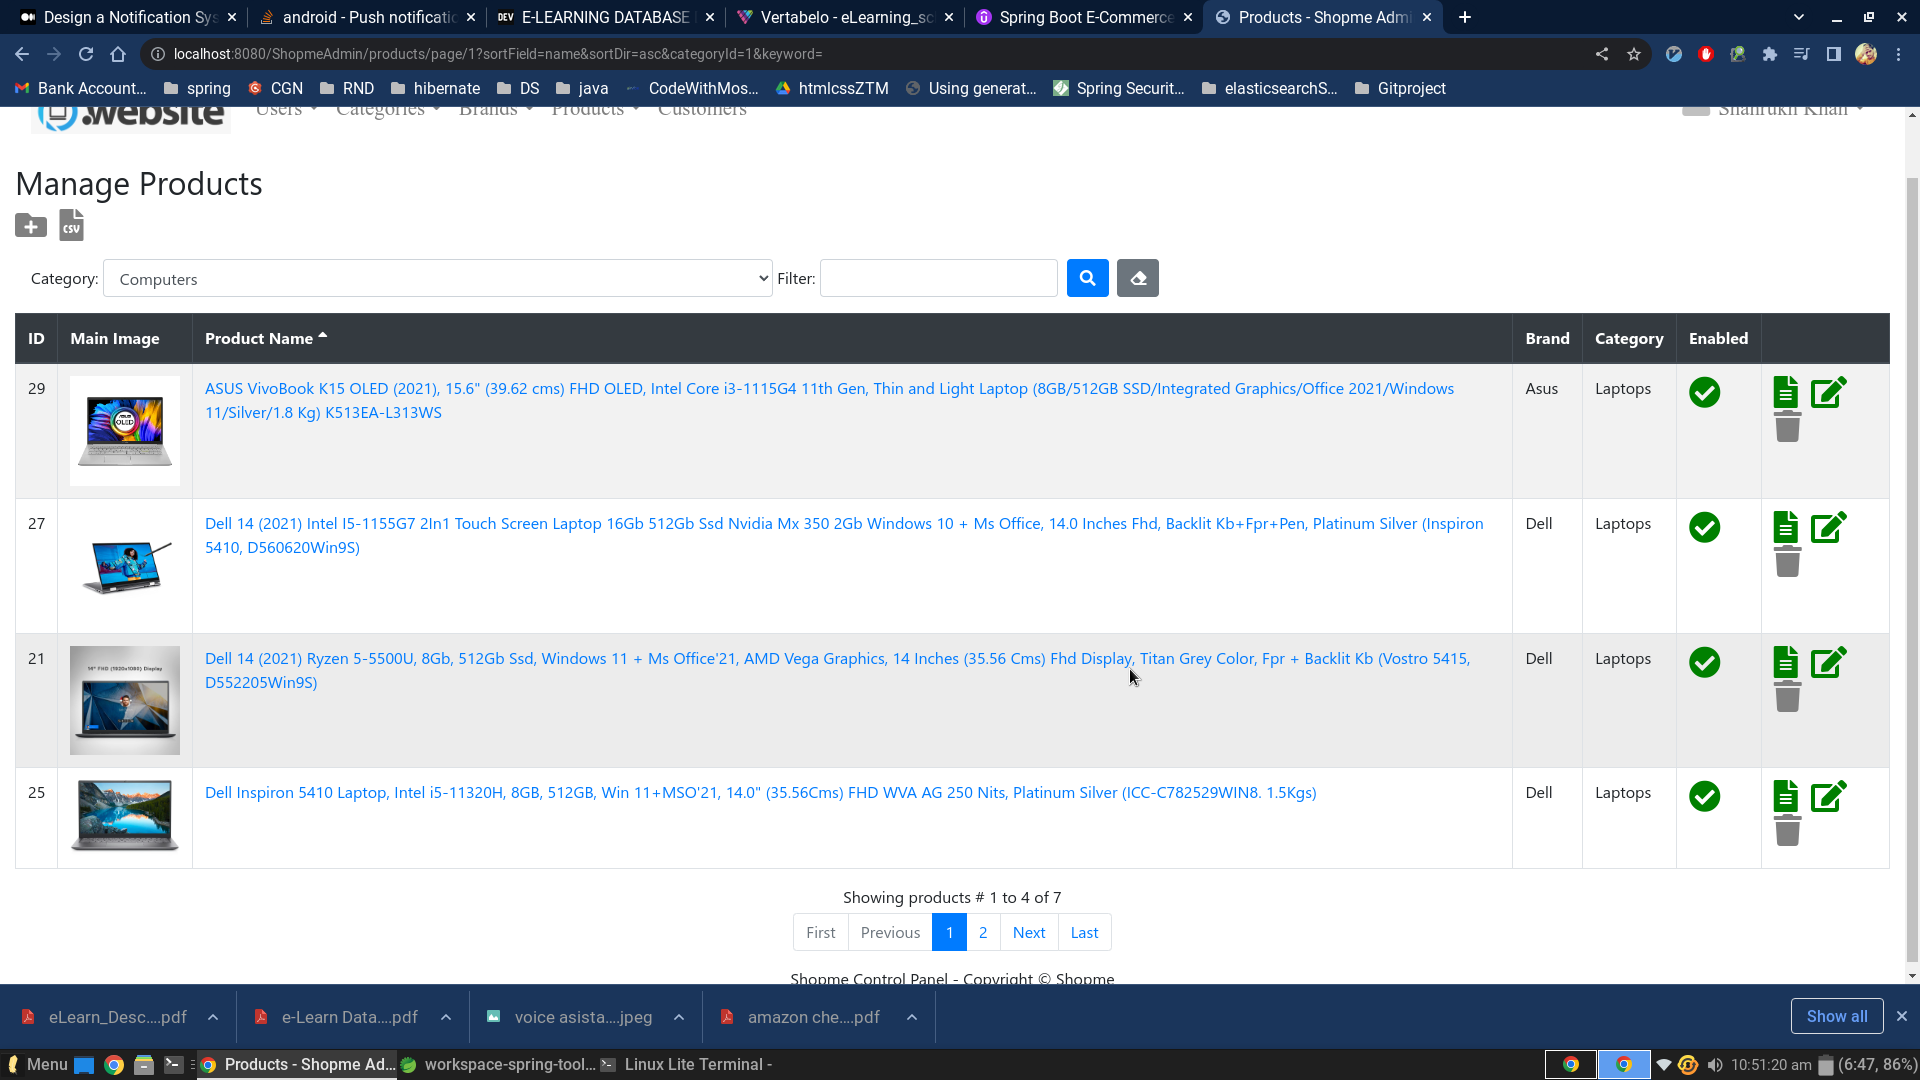 Design a Notification Sys
android - Push notificatio
DEV E-LEARNING DATABASE
Vertabelo - eLearning_sc
Spring Boot E-Commerce
Products - Shopme Admi
localhost:8080/ShopmeAdmin/products/page/1?sortField=name&sortDir=asc&categoryId=1&keyword=
Bank Account...
spring
CGN
RND
hibernate
DS
java
CodeWithMos...
htmlcssZTM
Using generat...
Spring Securit...
elasticsearchS...
Gitproject
.website Users Categories Brands Products Customers Shahrukh Khan
Manage Products
CSV
Category: Computers Filter:
ID Main Image Product Name Brand Category Enabled
29 ASUS VivoBook K15 OLED (2021), 15.6" (39.62 cms) FHD OLED, Intel Core i3-1115G4 11th Gen, Thin and Light Laptop (8GB/512GB SSD/Integrated Graphics/Office 2021/Windows Asus Laptops
11/Silver/1.8 Kg) K513EA-L313WS
OLED
27 Dell 14 (2021) Intel I5-1155G7 2In1 Touch Screen Laptop 16Gb 512Gb Ssd Nvidia Mx 350 2Gb Windows 10 + Ms Office, 14.0 Inches Fhd, Backlit Kb+Fpr+Pen, Platinum Silver (Inspiron Dell Laptops
5410, D560620Win9S)
21 Dell 14 (2021) Ryzen 5-5500U, 8Gb, 512Gb Ssd, Windows 11 + Ms Office'21, AMD Vega Graphics, 14 Inches (35.56 Cms) Fhd Display, Titan Grey Color, Fpr + Backlit Kb (Vostro 5415, Dell Laptops
D552205Win9S)
14" FHD (1920x1080) Display
25 Dell Inspiron 5410 Laptop, Intel i5-11320H, 8GB, 512GB, Win 11+MSO'21, 14.0" (35.56Cms) FHD WVA AG 250 Nits, Platinum Silver (ICC-C782529WIN8. 1.5Kgs) Dell Laptops
Showing products # 1 to 4 of 7
First Previous 1 2 Next Last
Shopme Control Panel - Copyright © Shopme
eLearn_Desc....pdf
e-Learn Data....pdf
voice asista....jpeg
amazon che....pdf
Show all
Menu
Products - Shopme Ad...
workspace-spring-tool...
Linux Lite Terminal -
10:51:20 am
(6:47, 86%)